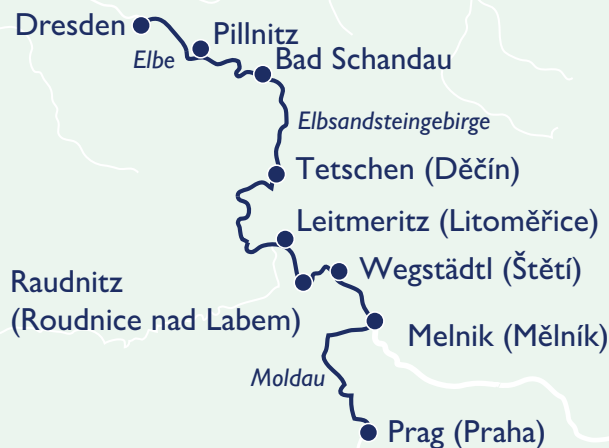 Dresden
Pillnitz
Elbe
Bad Schandau
Elbsandsteingebirge
Tetschen (Děčín)
Leitmeritz (Litoměřice)
Wegstädtl (Štětí)
Raudnitz
(Roudnice nad Labem)
Melnik (Mělník)
Moldau
Prag (Praha)